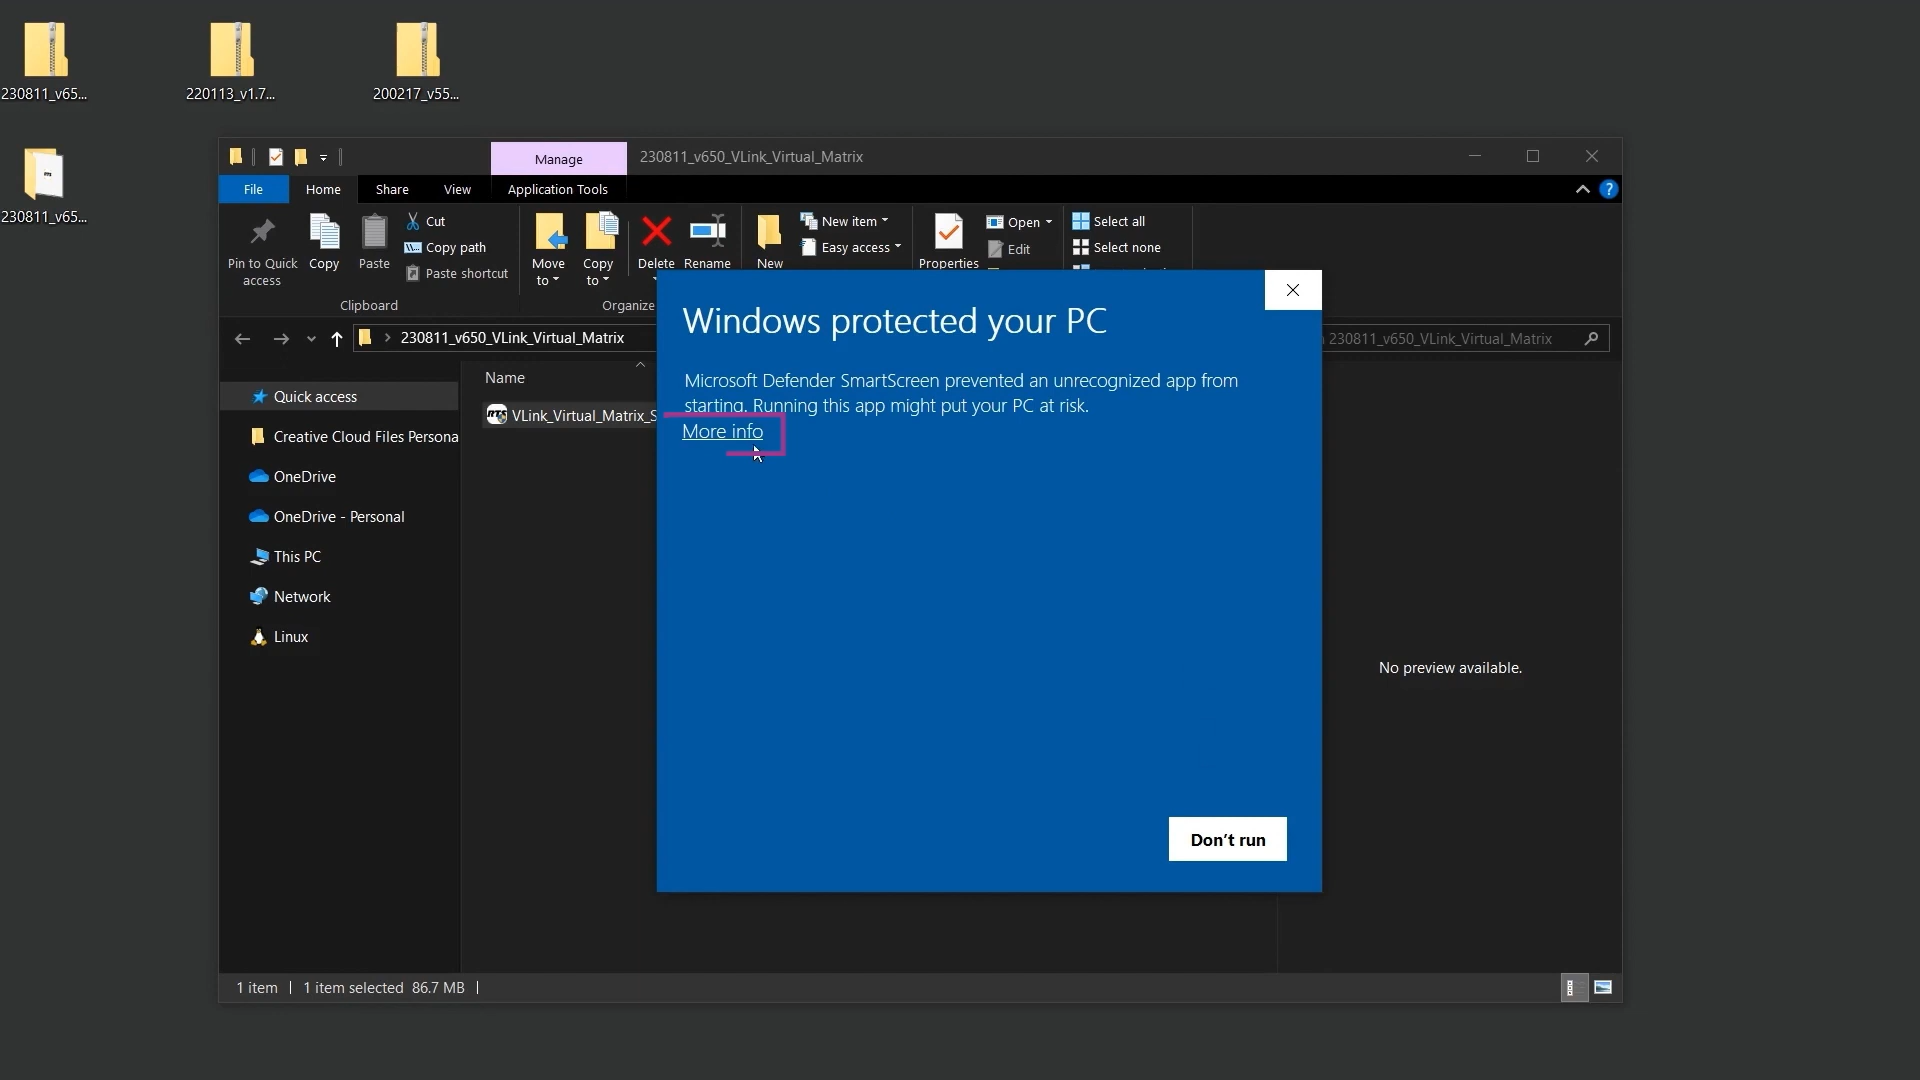 230811_v65...
220113_v1.7...
200217_v55...
230811_v65...
Manage
230811_v650_VLink_Virtual_Matrix
File
Home
Share
View
Application Tools
Pin to Quick
access
Copy
Paste
Cut
Copy path
Paste shortcut
Clipboard
Move
to
Copy
to
Delete
Rename
Organize
New
New item
Easy access
Properties
Open
Edit
Select all
Select none
230811_v650_VLink_Virtual_Matrix
230811_v650_VLink_Virtual_Matrix
Quick access
Creative Cloud Files Persona
OneDrive
OneDrive - Personal
This PC
Network
Linux
Name
RTS
VLink_Virtual_Matrix_S
Windows protected your PC
Microsoft Defender SmartScreen prevented an unrecognized app from
starting. Running this app might put your PC at risk.
More info
Don't run
No preview available.
1 item
1 item selected 86.7 MB